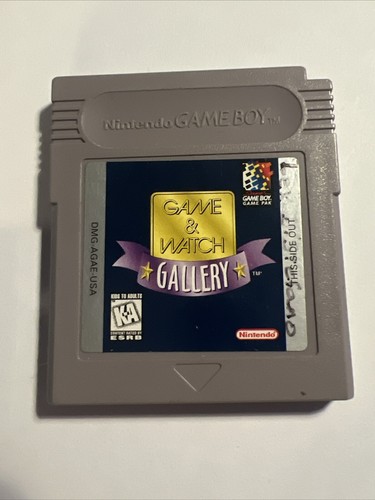 Nintendo GAME BOY TM
GAME BOY
GAME PAK
GAME
&
WATCH
GALLERY TM
DMG-AGAE-USA
THIS SIDE OUT
KIDS TO ADULTS
K-A
CONTENT RATED BY
ESRB
Nintendo